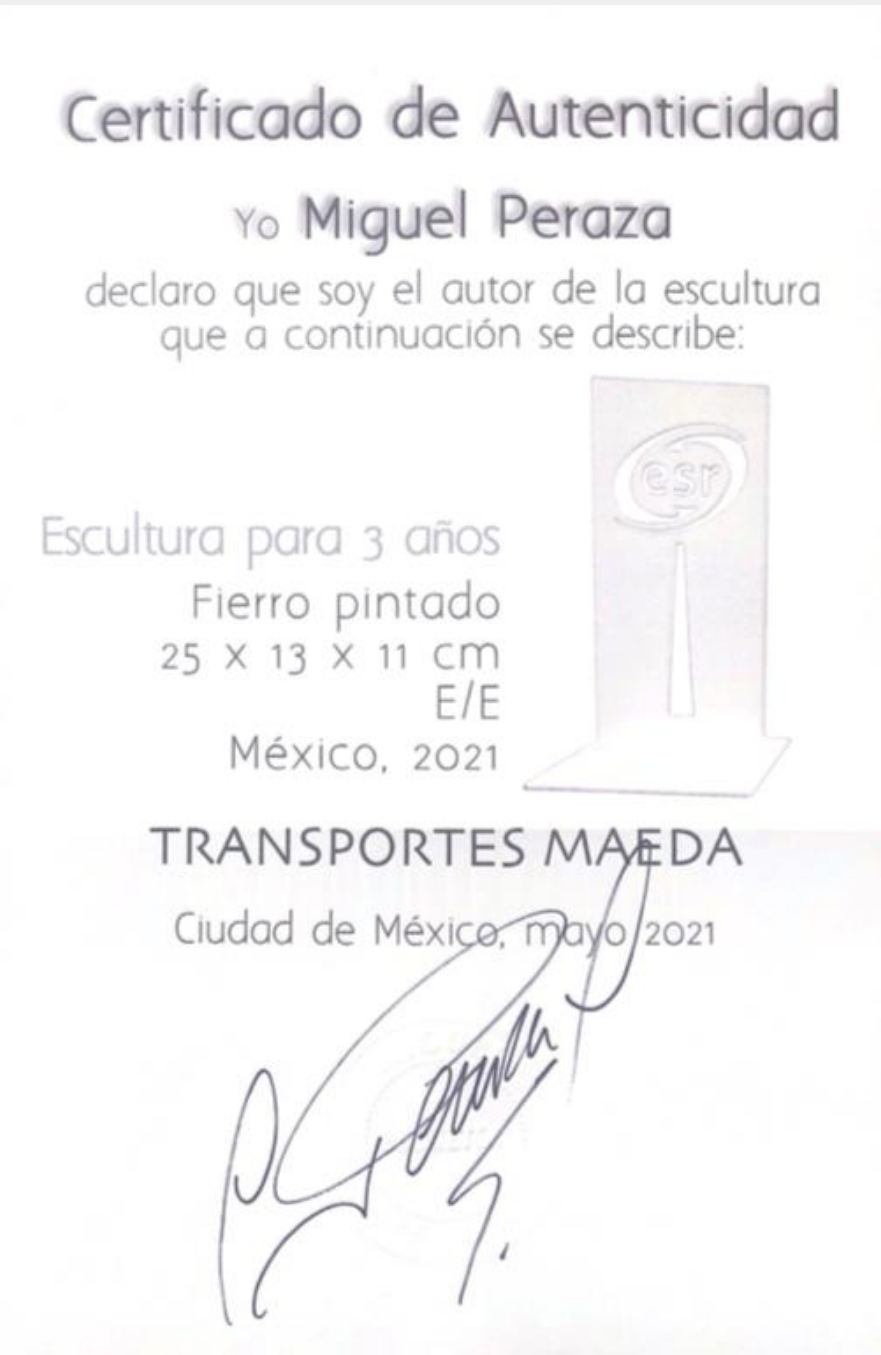 Certificado de Autenticidad
Yo Miguel Peraza
declaro que soy el autor de la escultura
que a continuación se describe:
esr
Escultura para 3 años
Fierro pintado
25 X 13 X 11 cm
E/E
México, 2021
TRANSPORTES MAEDA
Ciudad de México, mayo 2021